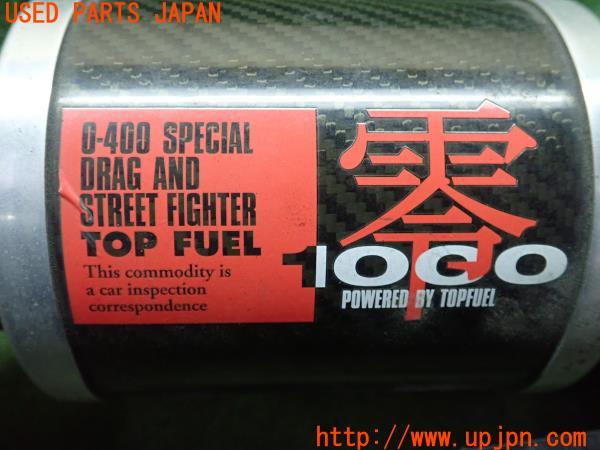 USED PARTS JAPAN
0-400 SPECIAL
DRAG AND
STREET FIGHTER
TOP FUEL
This commodity is
a car inspection
correspondence
零
1000
POWERED BY TOPFUEL
http://www.upjpn.com/